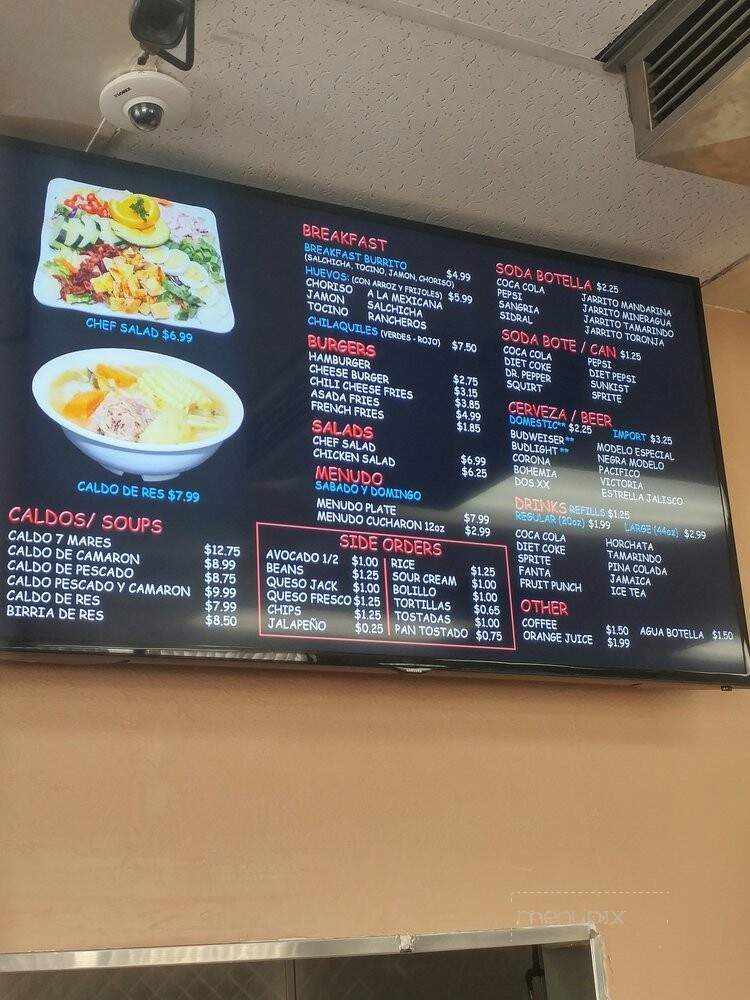 CHEF SALAD $6.99
CALDO DE RES $7.99
CALDOS/ SOUPS
CALDO 7 MARES $12.75
CALDO DE CAMARON $8.99
CALDO DE PESCADO $8.75
CALDO PESCADO Y CAMARON $9.99
CALDO DE RES $7.99
BIRRIA DE RES $8.50
BREAKFAST
BREAKFAST BURRITO $4.99
(SALCHICHA, TOCINO, JAMON, CHORISO)
HUEVOS: (CON ARROZ Y FRIJOLES) $5.99
CHORISO A LA MEXICANA
JAMON SALCHICHA
TOCINO RANCHEROS
CHILAQUILES (VERDES - ROJO) $7.50
BURGERS
HAMBURGER $2.75
CHEESE BURGER $3.15
CHILI CHEESE FRIES $3.85
ASADA FRIES $4.99
FRENCH FRIES $1.85
SALADS
CHEF SALAD $6.99
CHICKEN SALAD $6.25
MENUDO
SABADO Y DOMINGO
MENUDO PLATE $7.99
MENUDO CUCHARON 12oz $2.99
SIDE ORDERS
AVOCADO 1/2 $1.00
BEANS $1.25
QUESO JACK $1.00
QUESO FRESCO $1.25
CHIPS $1.25
JALAPEÑO $0.25
RICE $1.25
SOUR CREAM $1.00
BOLILLO $1.00
TORTILLAS $0.65
TOSTADAS $1.00
PAN TOSTADO $0.75
SODA BOTELLA $2.25
COCA COLA JARRITO MANDARINA
PEPSI JARRITO MINERAGUA
SANGRIA JARRITO TAMARINDO
SIDRAL JARRITO TORONJA
SODA BOTE / CAN $1.25
COCA COLA PEPSI
DIET COKE DIET PEPSI
DR. PEPPER SUNKIST
SQUIRT SPRITE
CERVEZA / BEER
DOMESTIC** $2.25 IMPORT $3.25
BUDWEISER** MODELO ESPECIAL
BUDLIGHT ** NEGRA MODELO
CORONA PACIFICO
BOHEMIA VICTORIA
DOS XX ESTRELLA JALISCO
DRINKS REFILLS $1.25
REGULAR (20oz) $1.99 LARGE (44oz) $2.99
COCA COLA HORCHATA
DIET COKE TAMARINDO
SPRITE PINA COLADA
FANTA JAMAICA
FRUIT PUNCH ICE TEA
OTHER
COFFEE $1.50 AGUA BOTELLA $1.50
ORANGE JUICE $1.99
SAMSUNG
menupix